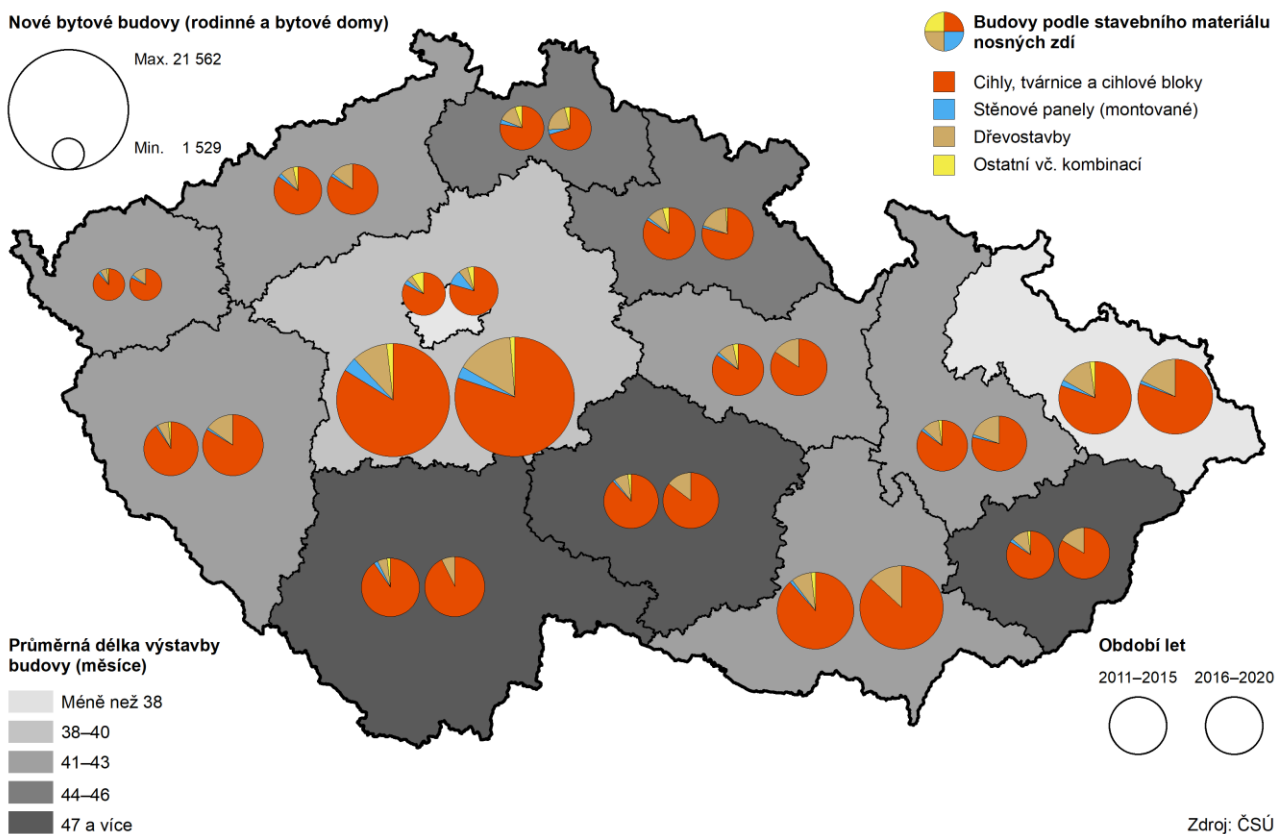 Nové bytové budovy (rodinné a bytové domy)
Max. 21 562
Min. 1 529
Budovy podle stavebního materiálu
nosných zdí
Cihly, tvárnice a cihlové bloky
Stěnové panely (montované)
Dřevostavby
Ostatní vč. kombinací
Průměrná délka výstavby
budovy (měsíce)
Méně než 38
38–40
41–43
44–46
47 a více
Období let
2011–2015 2016–2020
Zdroj: ČSÚ